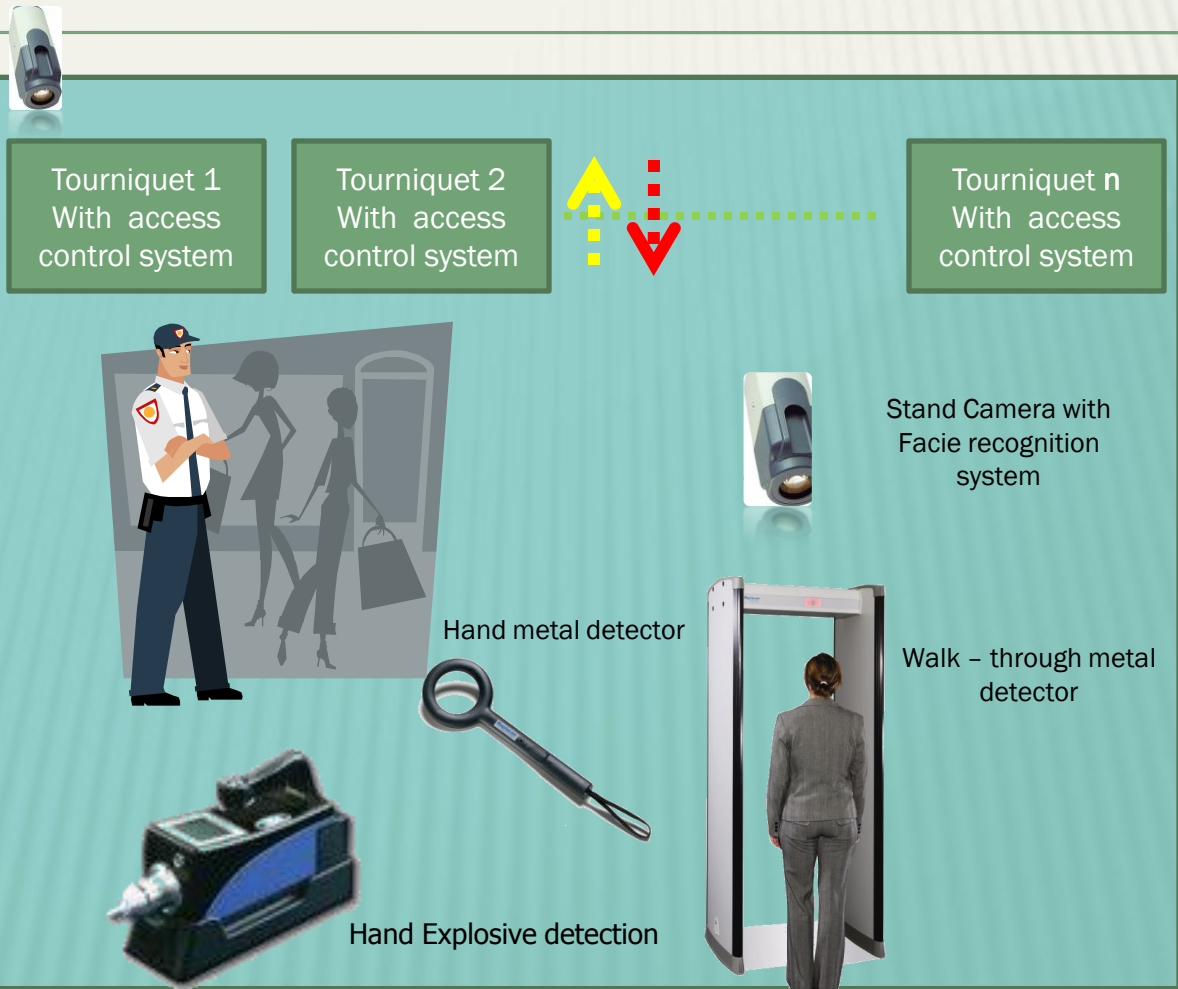 Tourniquet 1
With access
control system
Tourniquet 2
With access
control system
Tourniquet n
With access
control system
Stand Camera with
Facie recognition
system
Hand metal detector
Walk – through metal
detector
Hand Explosive detection